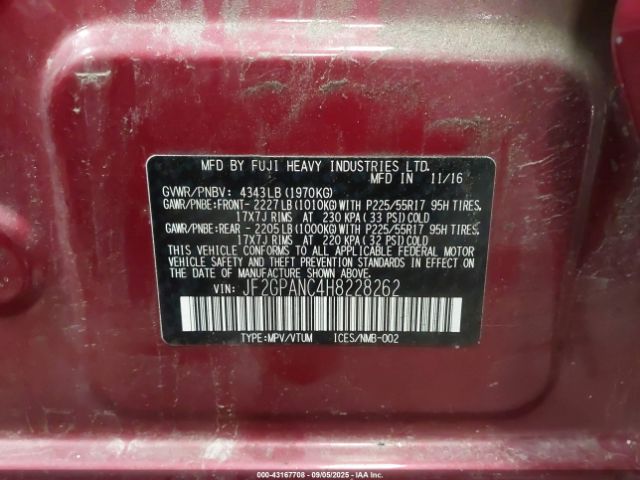 MFD BY FUJI HEAVY INDUSTRIES LTD.
MFD IN 11/16
GVWR/PNBV: 4343LB(1970KG)
GAWR/PNBE:FRONT- 2227LB(1010KG)WITH P225/55R17 95H TIRES.
17X7J RIMS AT 230 KPA(33 PSI)COLD
GAWR/PNBE:REAR - 2205LB(1000KG)WITH P225/55R17 95H TIRES.
17X7J RIMS AT 220 KPA(32 PSI)COLD
THIS VEHICLE CONFORMS TO ALL APPLICABLE FEDERAL MOTOR
VEHICLE SAFETY AND THEFT PREVENTION STANDARDS IN
EFFECT ON THE DATE OF MANUFACTURE SHOWN ABOVE.
VIN: JF2GPANC4H8228262
TYPE:MPV/VTUM ICES/NMB-002
000-43167708 - 09/05/2025 - IAA Inc.